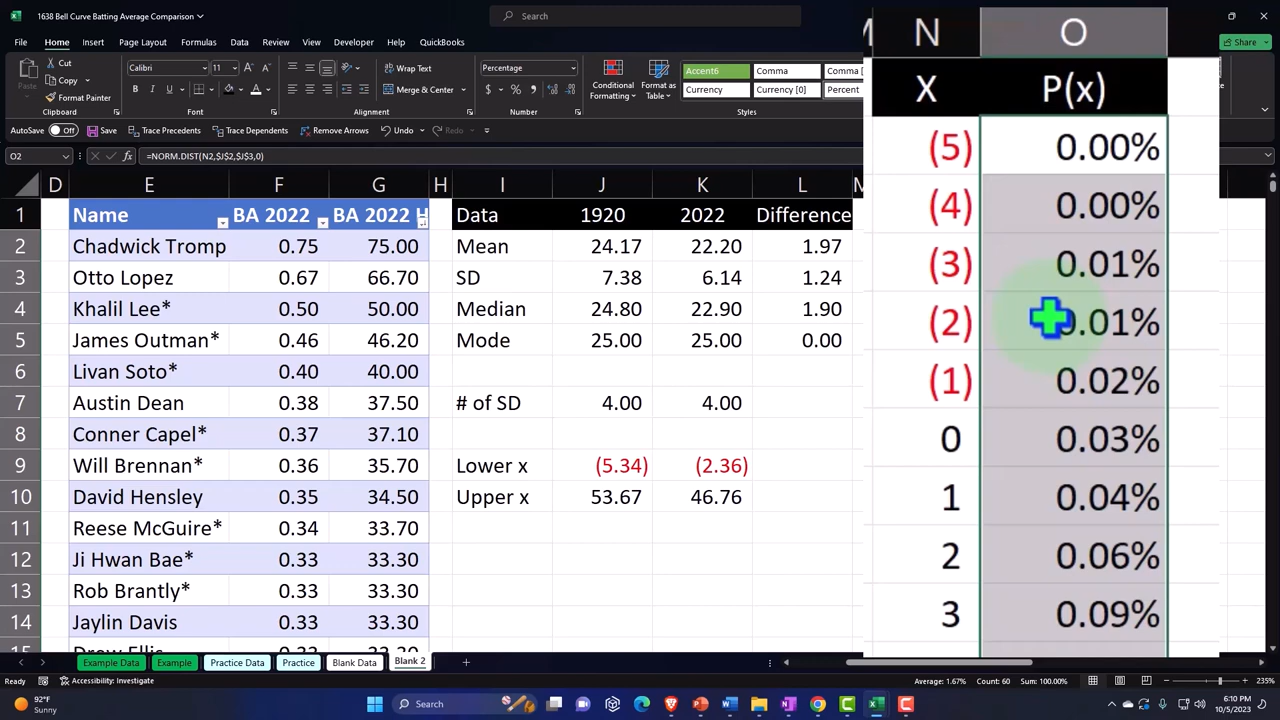 1638 Bell Curve Batting Average Comparison
Search
Home Insert Page Layout Formulas Data Review View Developer Help QuickBooks Share
Cut
Copy
Format Painter
Clipboard
Calibri 11
Font
Wrap Text
Merge & Center
Alignment
Percentage
Number
Conditional Formatting
Format as Table
Accent6 Comma
Currency Currency [0] Percent
Styles
AutoSave Off Trace Precedents Trace Dependents Remove Arrows Undo Redo
O2 fx =NORM.DIST(N2,$J$2,$J$3,0)
D E F G H I J K L
1 Name BA 2022 BA 2022 H Data 1920 2022 Difference
2 Chadwick Tromp 0.75 75.00 Mean 24.17 22.20 1.97
3 Otto Lopez 0.67 66.70 SD 7.38 6.14 1.24
4 Khalil Lee* 0.50 50.00 Median 24.80 22.90 1.90
5 James Outman* 0.46 46.20 Mode 25.00 25.00 0.00
6 Livan Soto* 0.40 40.00
7 Austin Dean 0.38 37.50 # of SD 4.00 4.00
8 Conner Capel* 0.37 37.10
9 Will Brennan* 0.36 35.70 Lower x (5.34) (2.36)
10 David Hensley 0.35 34.50 Upper x 53.67 46.76
11 Reese McGuire* 0.34 33.70
12 Ji Hwan Bae* 0.33 33.30
13 Rob Brantly* 0.33 33.30
14 Jaylin Davis 0.33 33.30
N O
X P(x)
(5) 0.00%
(4) 0.00%
(3) 0.01%
(2) 0.01%
(1) 0.02%
0 0.03%
1 0.04%
2 0.06%
3 0.09%
Example Data Example Practice Data Practice Blank Data Blank 2
Ready Accessibility: Investigate Average: 1.67% Count: 60 Sum: 100.00% 235%
92°F
Sunny
Search
6:10 PM
10/5/2023